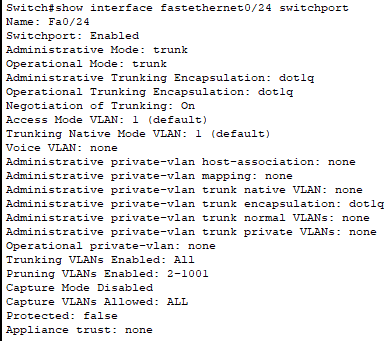 Switch#show interface fastethernet0/24 switchport
Name: Fa0/24
Switchport: Enabled
Administrative Mode: trunk
Operational Mode: trunk
Administrative Trunking Encapsulation: dot1q
Operational Trunking Encapsulation: dot1q
Negotiation of Trunking: On
Access Mode VLAN: 1 (default)
Trunking Native Mode VLAN: 1 (default)
Voice VLAN: none
Administrative private-vlan host-association: none
Administrative private-vlan mapping: none
Administrative private-vlan trunk native VLAN: none
Administrative private-vlan trunk encapsulation: dot1q
Administrative private-vlan trunk normal VLANs: none
Administrative private-vlan trunk private VLANs: none
Operational private-vlan: none
Trunking VLANs Enabled: All
Pruning VLANs Enabled: 2-1001
Capture Mode Disabled
Capture VLANs Allowed: ALL
Protected: false
Appliance trust: none